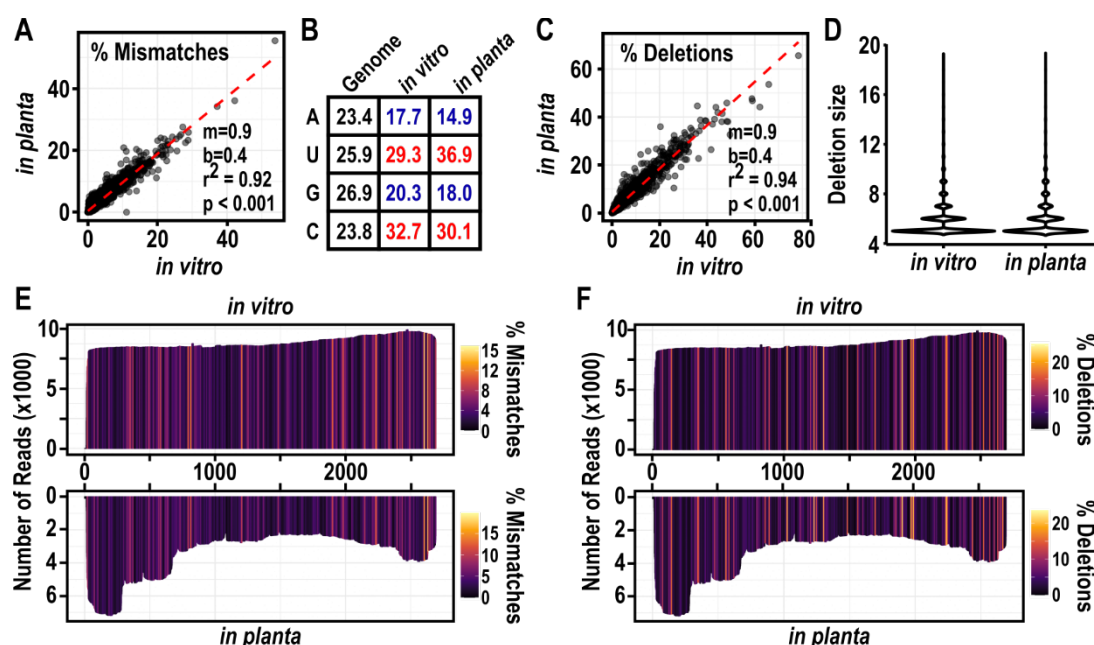 A
% Mismatches
in planta
40
20
0
m=0.9
b=0.4
r² = 0.92
p < 0.001
0 20 40
in vitro
B
Genome in vitro in planta
A 23.4 17.7 14.9
U 25.9 29.3 36.9
G 26.9 20.3 18.0
C 23.8 32.7 30.1
C
% Deletions
in planta
60
40
20
0
m=0.9
b=0.4
r² = 0.94
p < 0.001
0 20 40 60 80
in vitro
D
Deletion size
20
16
12
8
4
in vitro in planta
E
in vitro
Number of Reads (x1000)
10
5
0
0 1000 2000
0
2
4
6
in planta
% Mismatches
15
12
8
4
0
% Mismatches
15
10
5
0
F
in vitro
10
5
0
0 1000 2000
0
2
4
6
in planta
Number of Reads (x1000)
% Deletions
20
10
0
% Deletions
20
10
0